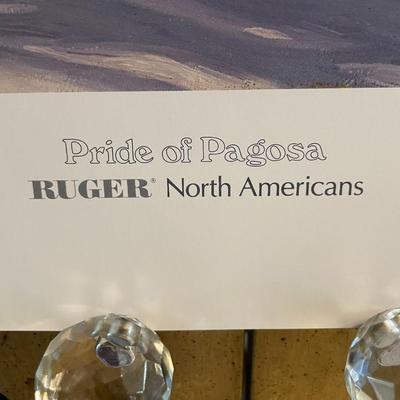 Pride of Pagosa
RUGER® North Americans